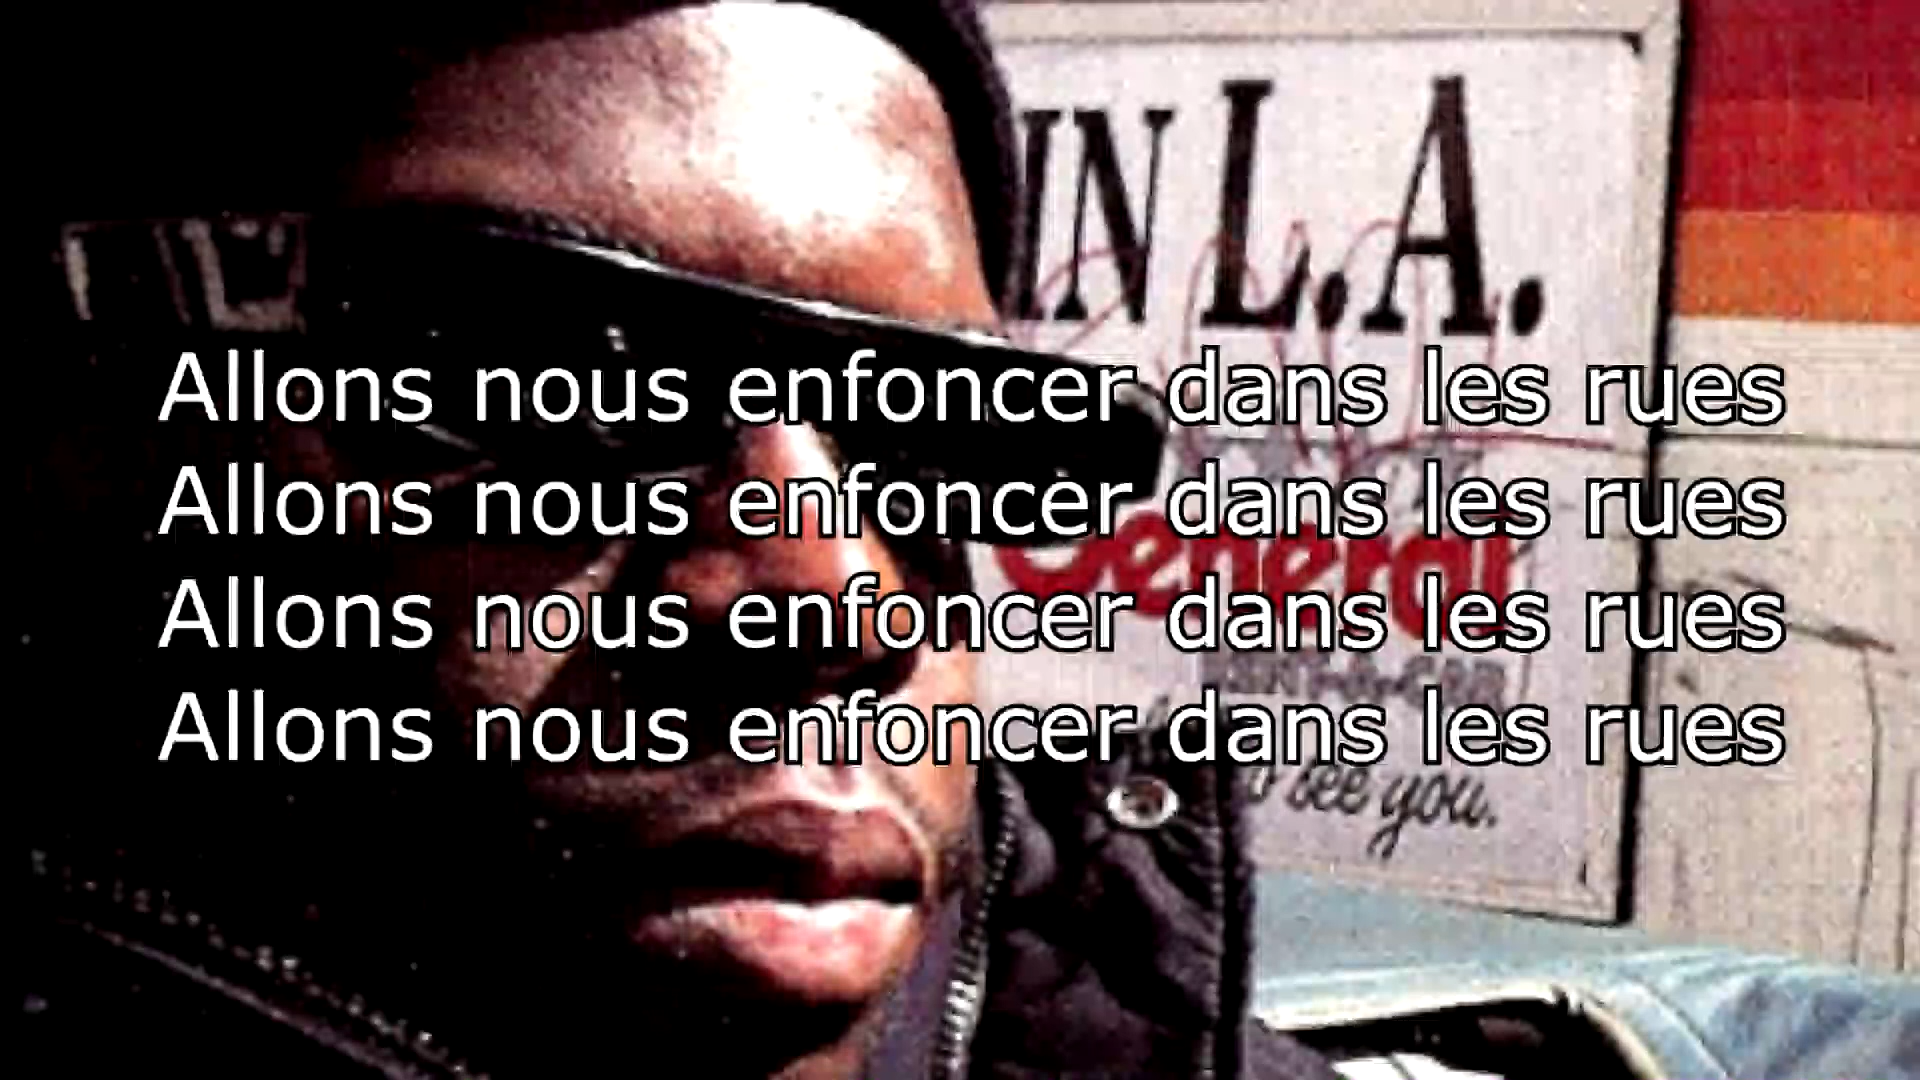 IN L.A.
Allons nous enfoncer dans les rues
Allons nous enfoncer dans les rues
General
Allons nous enfoncer dans les rues
Allons nous enfoncer dans les rues
see you.